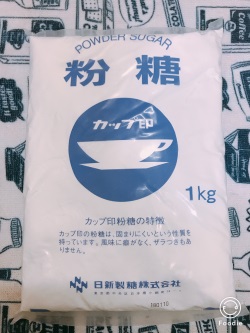 POWDER SUGAR
粉糖
カップ印
1kg
カップ印粉糖の特徴
カップ印の粉糖は、固まりにくいという性質を
持っています。風味に癖がなく、ザラつきもあ
りません。
日新製糖株式会社
Foodie